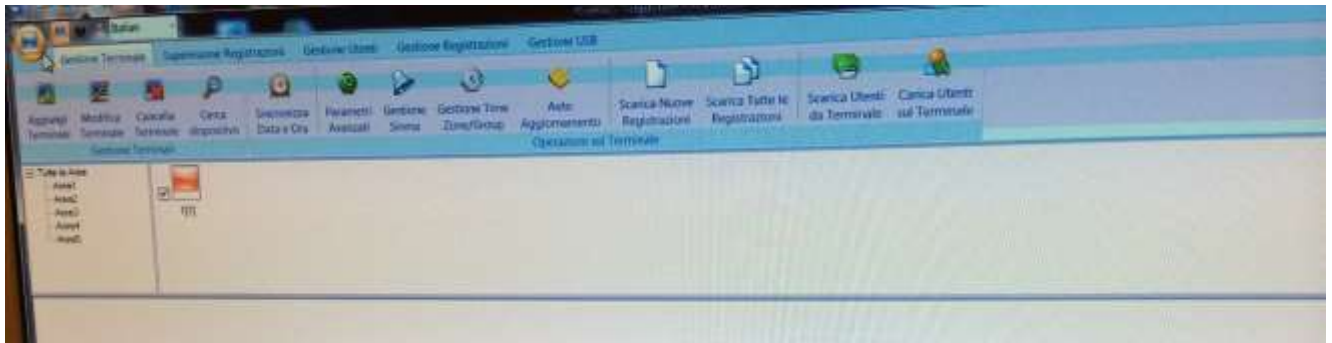 Italian
Gestione Terminale Supervisione Registrazioni Gestione Utenti Gestione Registrazioni Gestione USB
Aggiungi Terminale
Modifica Terminale
Cancella Terminale
Cerca dispositivo
Sincronizza Data e Ora
Parametri Avanzati
Gestione Sirena
Gestione Time Zone/Group
Auto Aggiornamento
Scarica Nuove Registrazioni
Scarica Tutte le Registrazioni
Scarica Utenti da Terminale
Carica Utenti sul Terminale
Gestione Terminali
Operazioni sul Terminale
Tutte le Aree
Area1
Area2
Area3
Area4
Area5